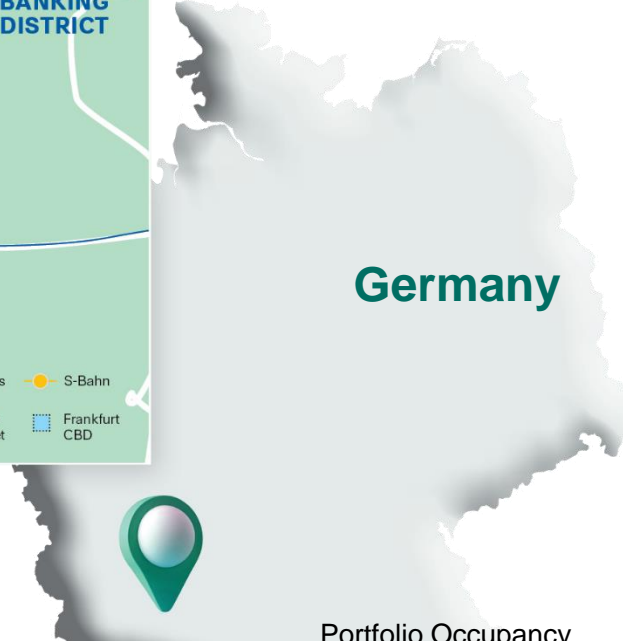 BANKING
DISTRICT
Germany
S-Bahn
Frankfurt
CBD
Portfolio Occupancy